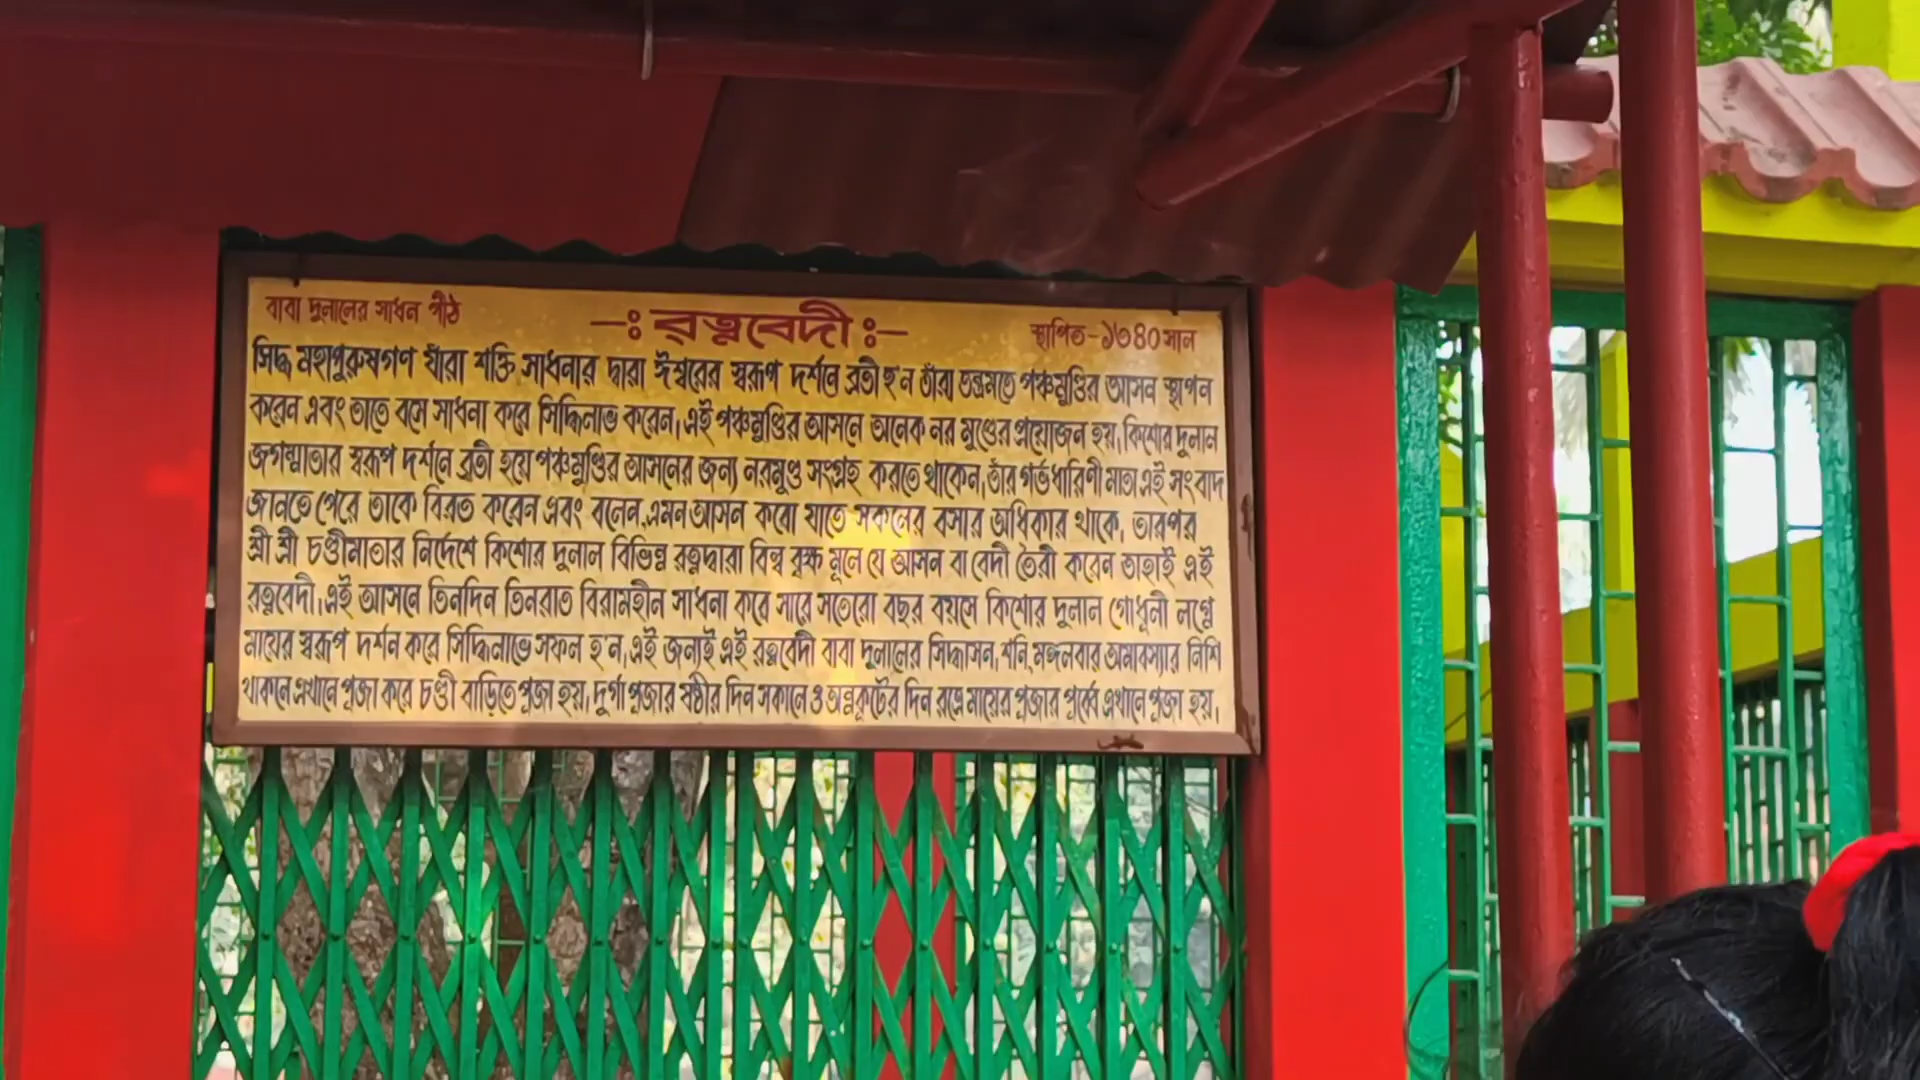 বাবা দুলালের সাধন পীঠ
—ঃ রত্নবেদী ঃ—
স্থাপিত-১৩৪০ সাল
সিদ্ধ মহাপুরুষগণ যাঁরা শক্তি সাধনার দ্বারা ঈশ্বরের স্বরূপ দর্শনে ব্রতী হ'ন তাঁরা তন্ত্রমতে পঞ্চমুণ্ডির আসন স্থাপন
করেন এবং তাতে বসে সাধনা করে সিদ্ধিলাভ করেন। এই পঞ্চমুণ্ডির আসনে অনেক নর মুণ্ডের প্রয়োজন হয়। কিশোর দুলাল
জগন্মাতার স্বরূপ দর্শনে ব্রতী হয়ে পঞ্চমুণ্ডির আসনের জন্য নরমুণ্ড সংগ্রহ করতে থাকেন, তাঁর গর্ভধারিণী মাতা এই সংবাদ
জানতে পেরে তাকে বিরত করেন এবং বলেন, এমন আসন করো যাতে সকলের বসার অধিকার থাকে, তারপর
শ্রী শ্রী চণ্ডীমাতার নির্দেশে কিশোর দুলাল বিভিন্ন রত্নদ্বারা বিল্ব বৃক্ষ মূলে যে আসন বা বেদী তৈরী করেন তাহাই এই
রত্নবেদী। এই আসনে তিনদিন তিনরাত বিরামহীন সাধনা করে সারে সতেরো বছর বয়সে কিশোর দুলাল গোধূলী লগ্নে
মায়ের স্বরূপ দর্শন করে সিদ্ধিলাভে সফল হ'ন, এই জন্যই এই রত্নবেদী বাবা দুলালের সিদ্ধাসন, শনি, মঙ্গলবার অমাবস্যার নিশি
থাকলে এখানে পূজা করে চণ্ডী বাড়িতে পূজা হয়, দুর্গা পূজার ষষ্ঠীর দিন সকালে ও অন্নকূটের দিন রাত্রে মায়ের পূজার পূর্বে এখানে পূজা হয়।